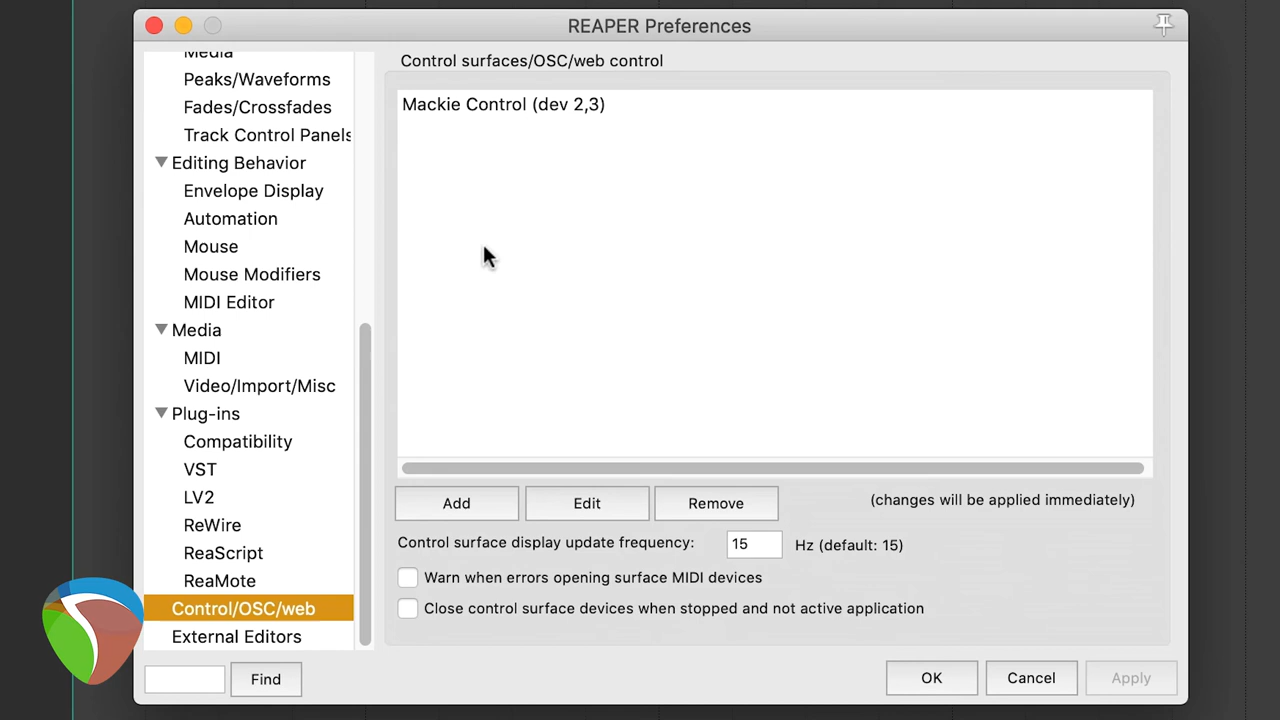 REAPER Preferences
Media
Peaks/Waveforms
Fades/Crossfades
Track Control Panels
Editing Behavior
Envelope Display
Automation
Mouse
Mouse Modifiers
MIDI Editor
Media
MIDI
Video/Import/Misc
Plug-ins
Compatibility
VST
LV2
ReWire
ReaScript
ReaMote
Control/OSC/web
External Editors
Find
Control surfaces/OSC/web control
Mackie Control (dev 2,3)
Add
Edit
Remove
(changes will be applied immediately)
Control surface display update frequency: 15 Hz (default: 15)
Warn when errors opening surface MIDI devices
Close control surface devices when stopped and not active application
OK
Cancel
Apply